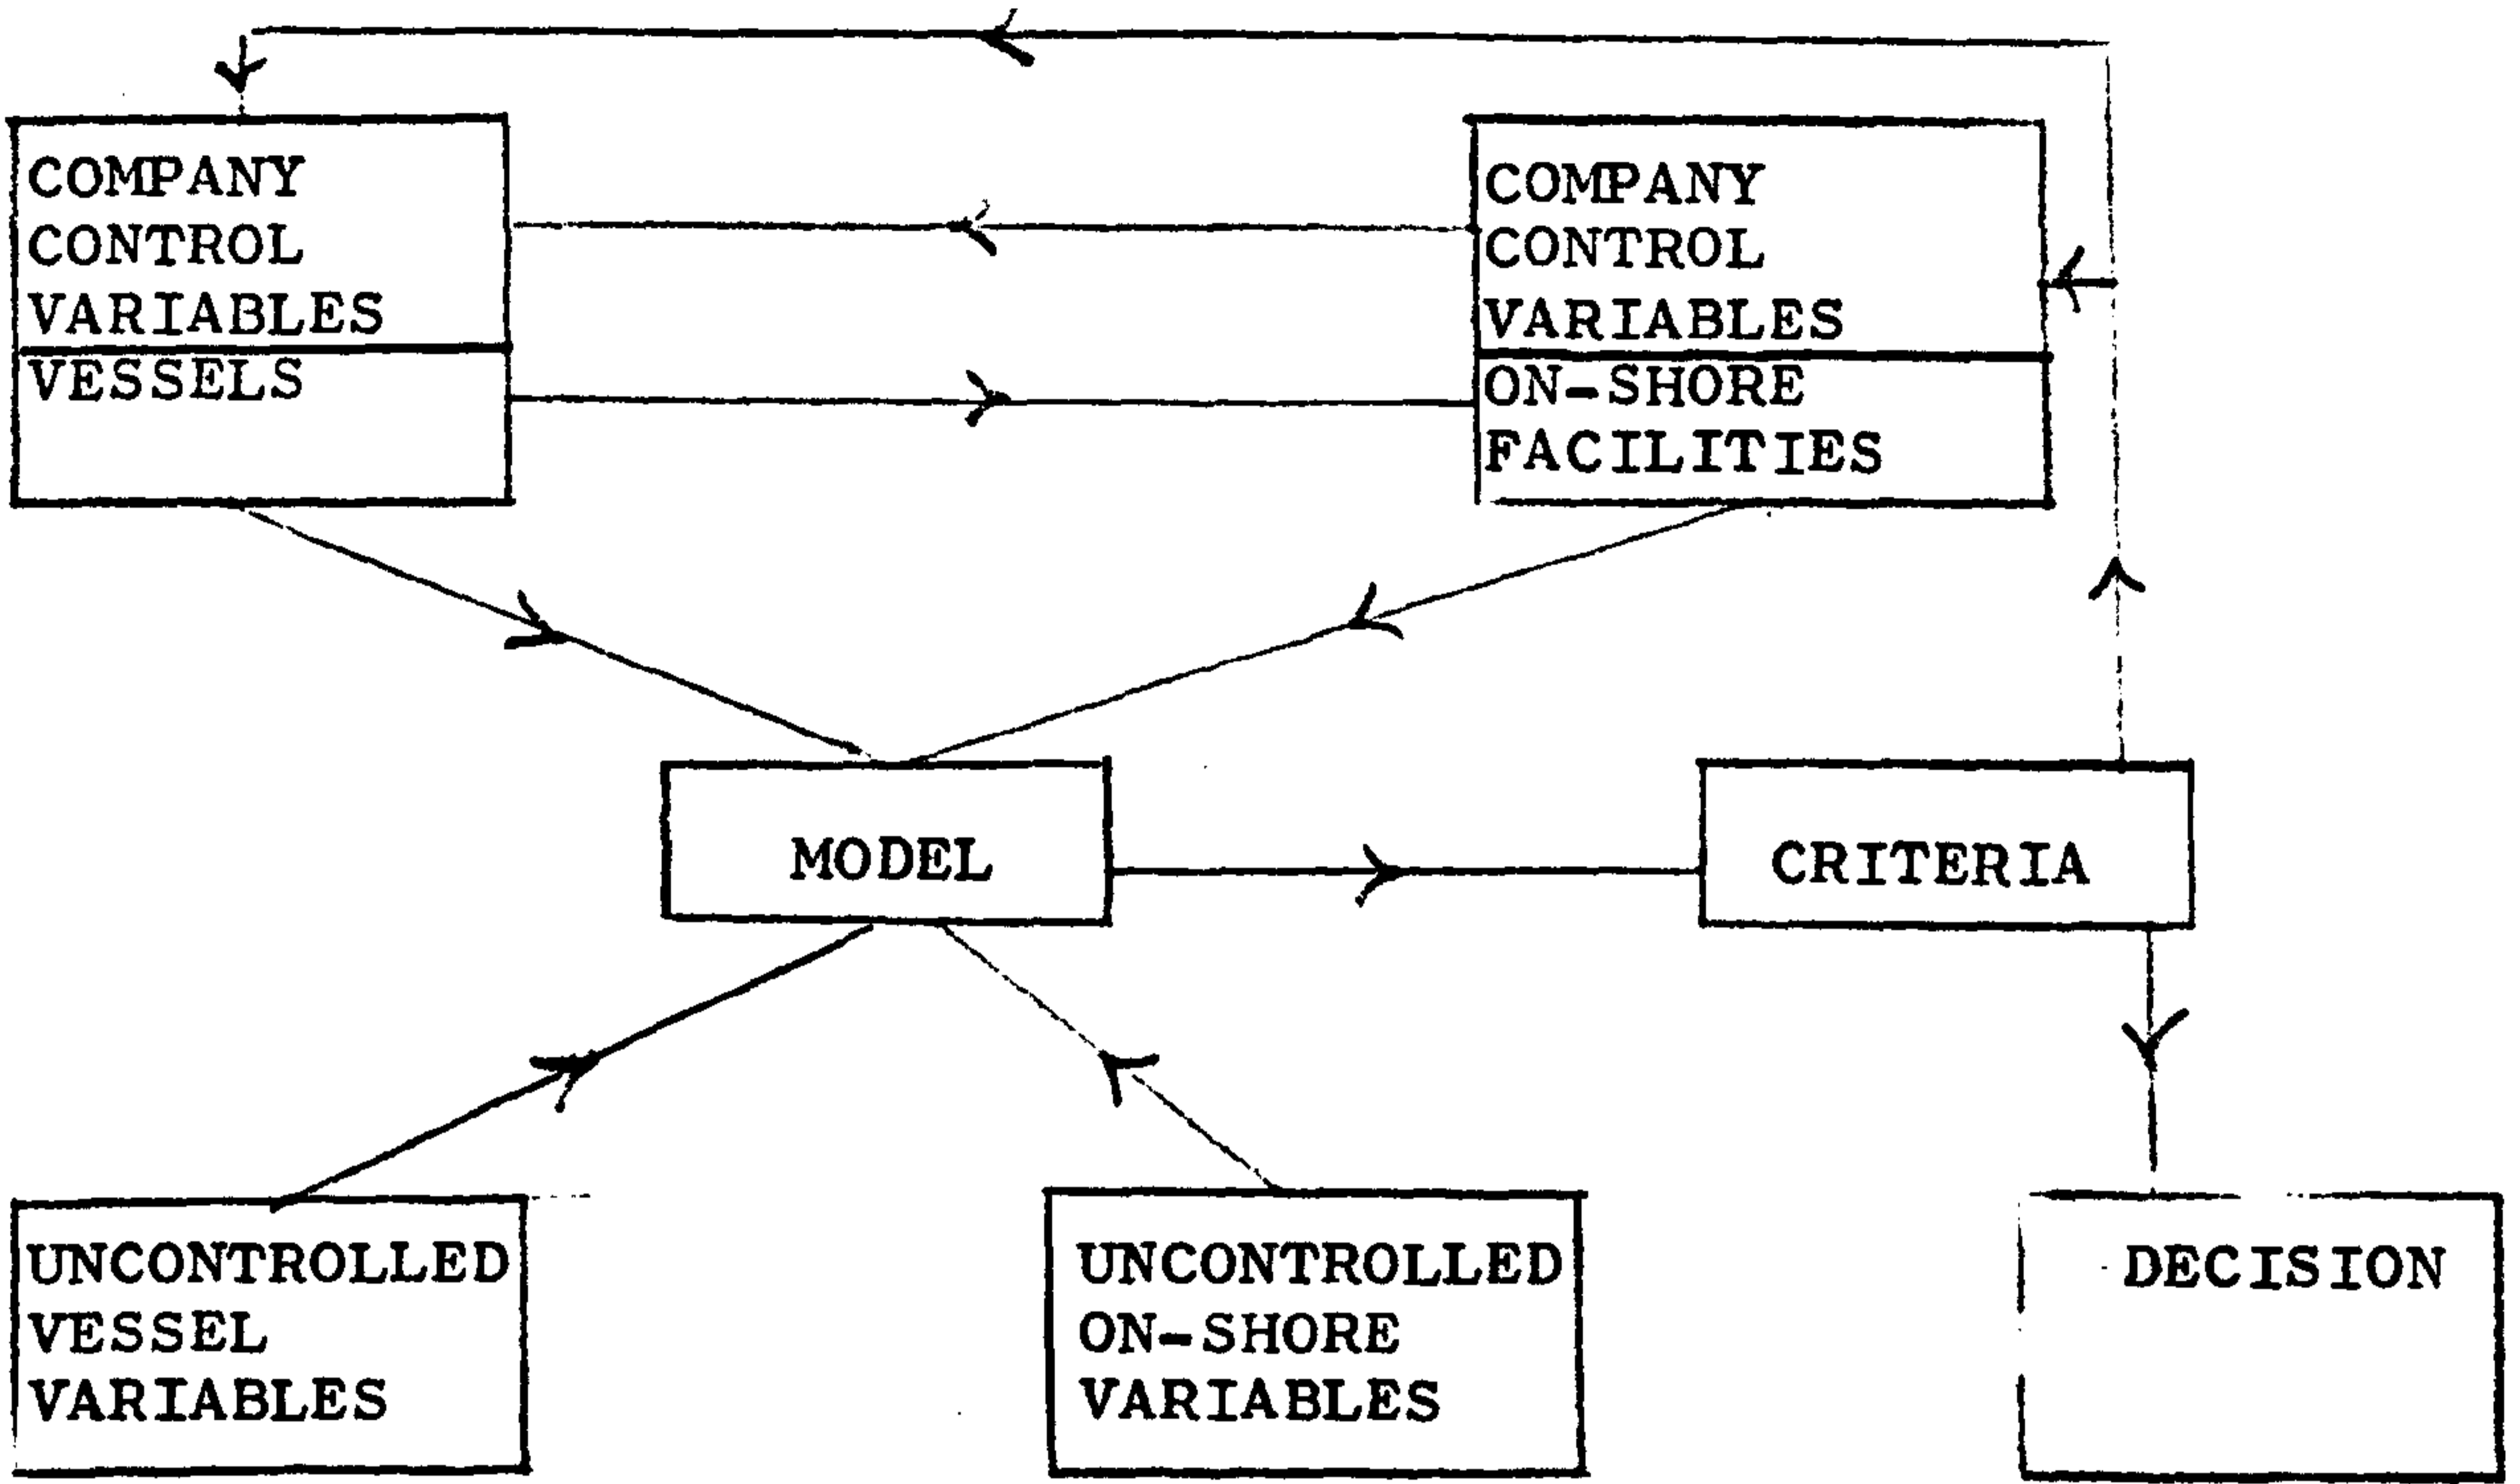 COMPANY
CONTROL
VARIABLES
VESSELS
COMPANY
CONTROL
VARIABLES
ON-SHORE
FACILITIES
MODEL
CRITERIA
UNCONTROLLED
VESSEL
VARIABLES
UNCONTROLLED
ON-SHORE
VARIABLES
DECISION